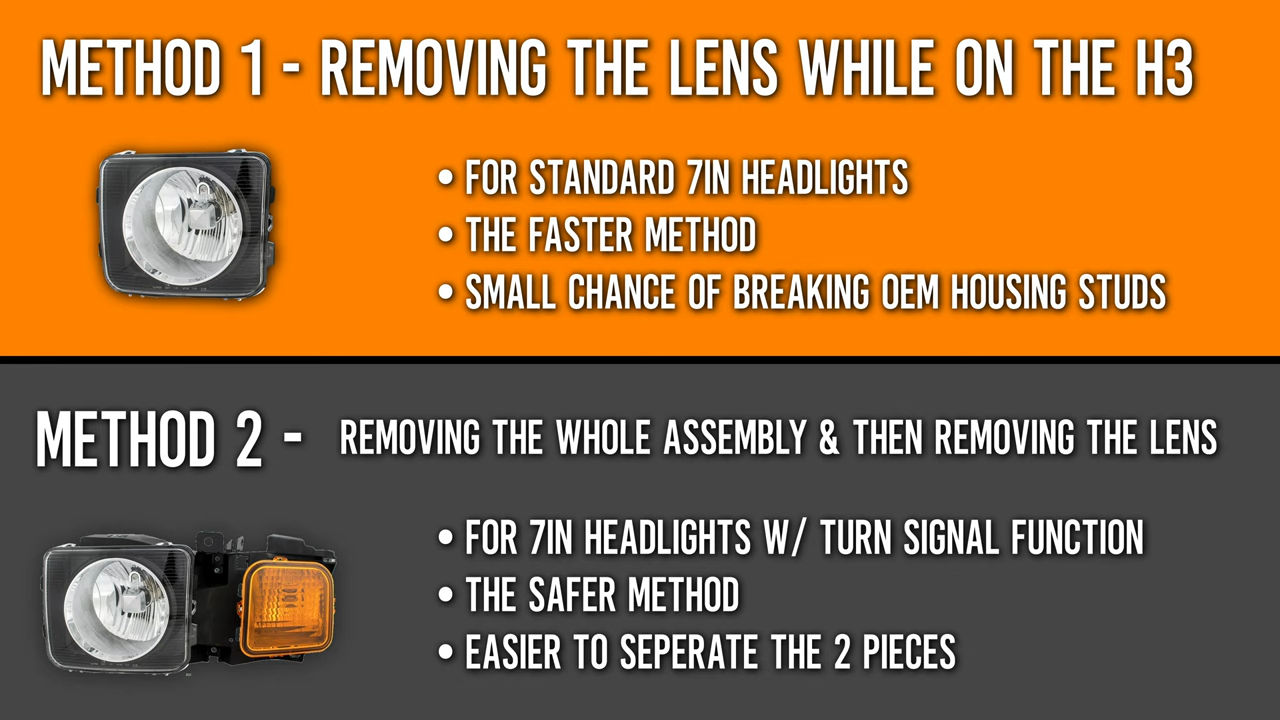 METHOD 1 - REMOVING THE LENS WHILE ON THE H3
• FOR STANDARD 7IN HEADLIGHTS
• THE FASTER METHOD
• SMALL CHANCE OF BREAKING OEM HOUSING STUDS
METHOD 2 - REMOVING THE WHOLE ASSEMBLY & THEN REMOVING THE LENS
• FOR 7IN HEADLIGHTS W/ TURN SIGNAL FUNCTION
• THE SAFER METHOD
• EASIER TO SEPERATE THE 2 PIECES